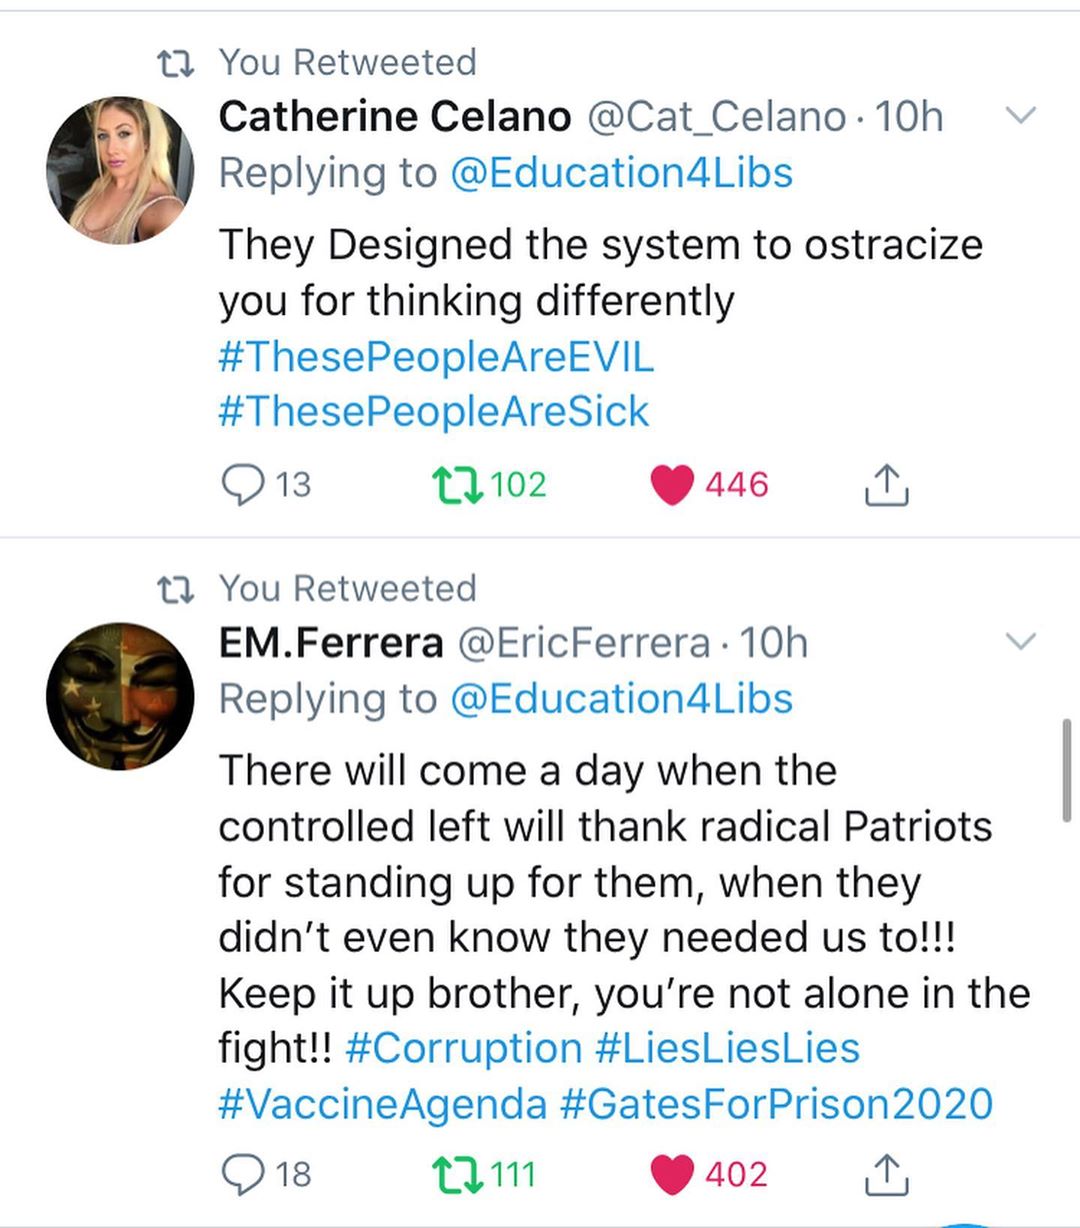 You Retweeted
Catherine Celano @Cat_Celano · 10h
Replying to @Education4Libs
They Designed the system to ostracize
you for thinking differently
#ThesePeopleAreEVIL
#ThesePeopleAreSick
13 102 446
You Retweeted
EM.Ferrera @EricFerrera · 10h
Replying to @Education4Libs
There will come a day when the
controlled left will thank radical Patriots
for standing up for them, when they
didn’t even know they needed us to!!!
Keep it up brother, you’re not alone in the
fight!! #Corruption #LiesLiesLies
#VaccineAgenda #GatesForPrison2020
18 111 402